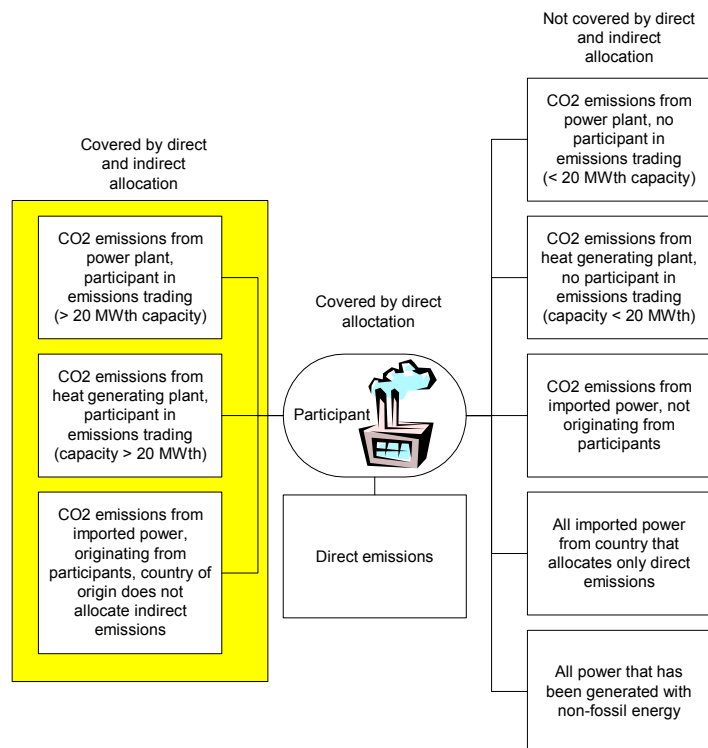 Covered by direct
and indirect
allocation
CO2 emissions from
power plant,
participant in
emissions trading
(> 20 MWth capacity)
CO2 emissions from
heat generating plant,
participant in
emissions trading
(capacity > 20 MWth)
CO2 emissions from
imported power,
originating from
participants, country of
origin does not
allocate indirect
emissions
Covered by direct
alloctation
Participant
Direct emissions
Not covered by direct
and indirect
allocation
CO2 emissions from
power plant, no
participant in
emissions trading
(< 20 MWth capacity)
CO2 emissions from
heat generating plant,
no participant in
emissions trading
(capacity < 20 MWth)
CO2 emissions from
imported power, not
originating from
participants
All imported power
from country that
allocates only direct
emissions
All power that has
been generated with
non-fossil energy